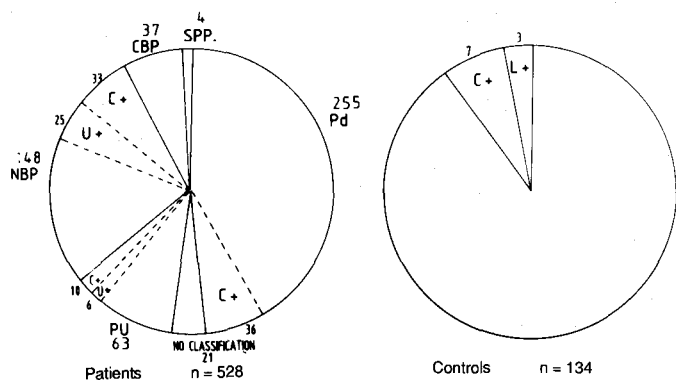 4
SPP.
37
CBP
33
C +
25
U +
:48
NBP
255
Pd
10
C +
6
U+
PU
63
NO CLASSIFICATION
21
C +
36
Patients n = 528
7
C +
3
L +
Controls n = 134